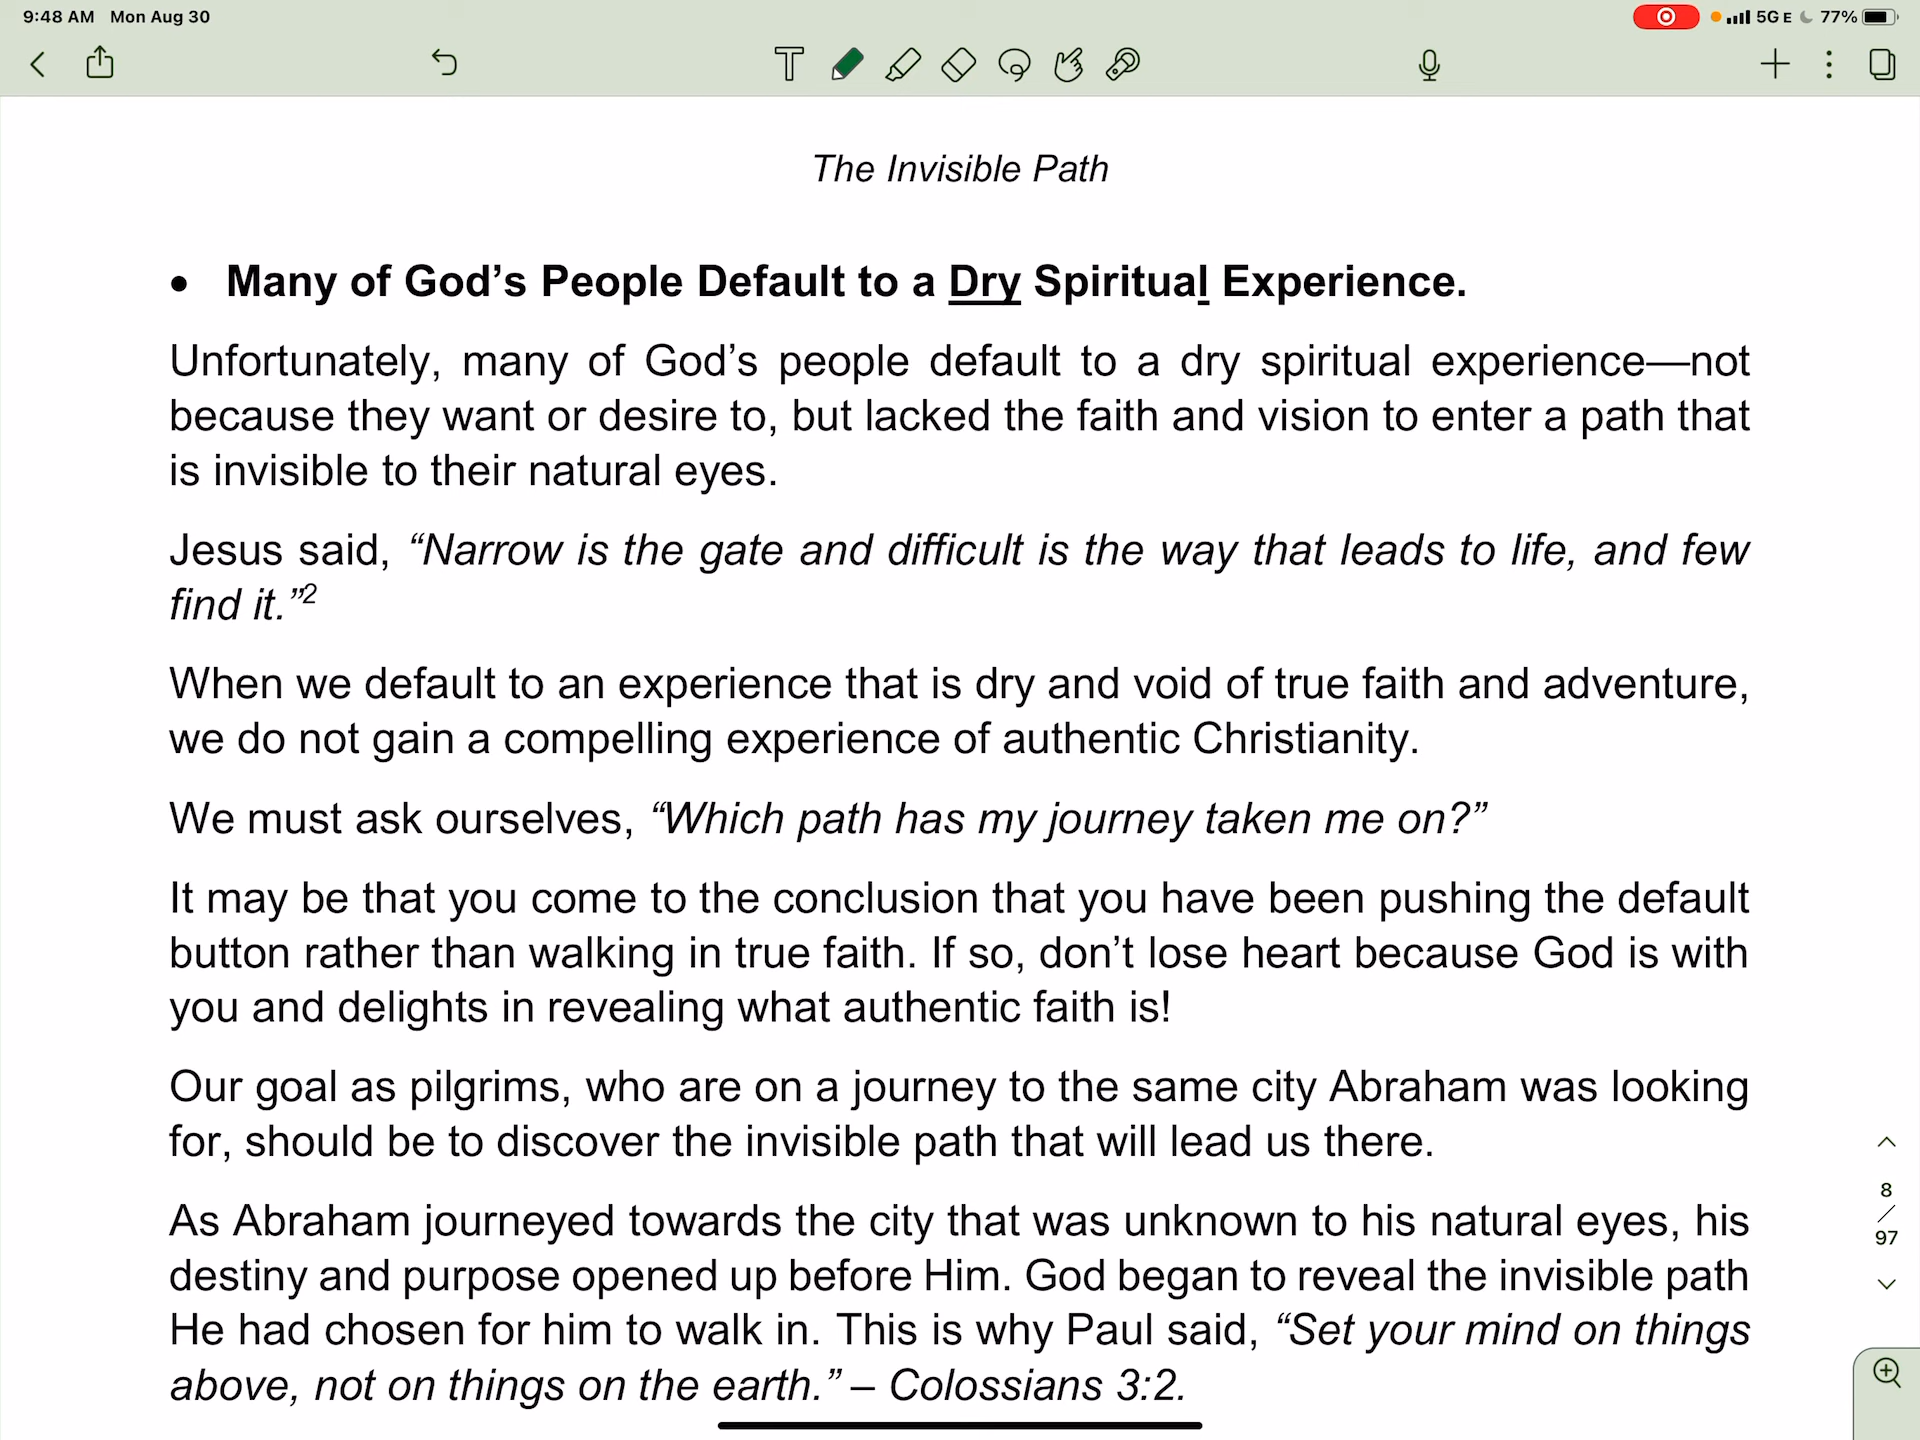 9:48 AM Mon Aug 30
5G E 77%
The Invisible Path
• Many of God’s People Default to a Dry Spiritual Experience.
Unfortunately, many of God’s people default to a dry spiritual experience—not
because they want or desire to, but lacked the faith and vision to enter a path that
is invisible to their natural eyes.
Jesus said, “Narrow is the gate and difficult is the way that leads to life, and few
find it.”2
When we default to an experience that is dry and void of true faith and adventure,
we do not gain a compelling experience of authentic Christianity.
We must ask ourselves, “Which path has my journey taken me on?”
It may be that you come to the conclusion that you have been pushing the default
button rather than walking in true faith. If so, don’t lose heart because God is with
you and delights in revealing what authentic faith is!
Our goal as pilgrims, who are on a journey to the same city Abraham was looking
for, should be to discover the invisible path that will lead us there.
As Abraham journeyed towards the city that was unknown to his natural eyes, his
destiny and purpose opened up before Him. God began to reveal the invisible path
He had chosen for him to walk in. This is why Paul said, “Set your mind on things
above, not on things on the earth.” – Colossians 3:2.
8
/
97